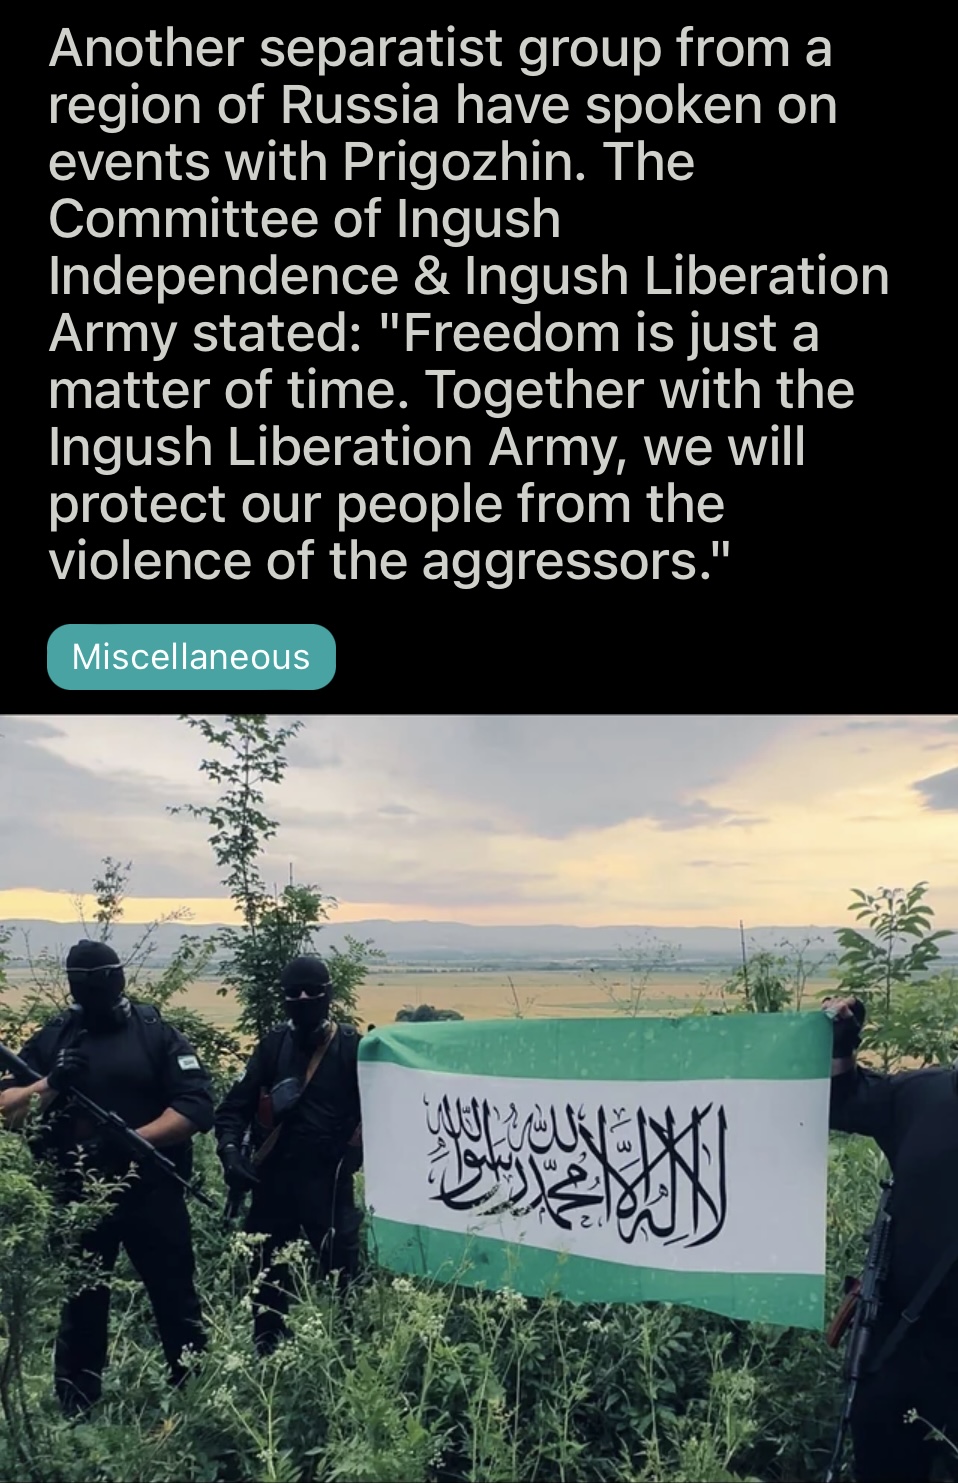 Another separatist group from a
region of Russia have spoken on
events with Prigozhin. The
Committee of Ingush
Independence & Ingush Liberation
Army stated: "Freedom is just a
matter of time. Together with the
Ingush Liberation Army, we will
protect our people from the
violence of the aggressors."
Miscellaneous
لا إله إلا الله محمد رسول الله